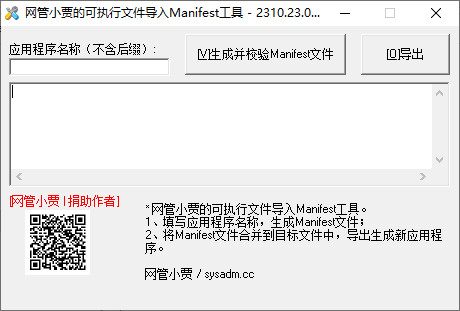 网管小贾的可执行文件导入Manifest工具 - 2310.23.0...
应用程序名称（不含后缀）:
[V]生成并校验Manifest文件
[O]导出
[网管小贾 | 捐助作者]
*网管小贾的可执行文件导入Manifest工具。
1、填写应用程序名称，生成Manifest文件；
2、将Manifest文件合并到目标文件中，导出生成新应用程
序。
网管小贾 / sysadm.cc